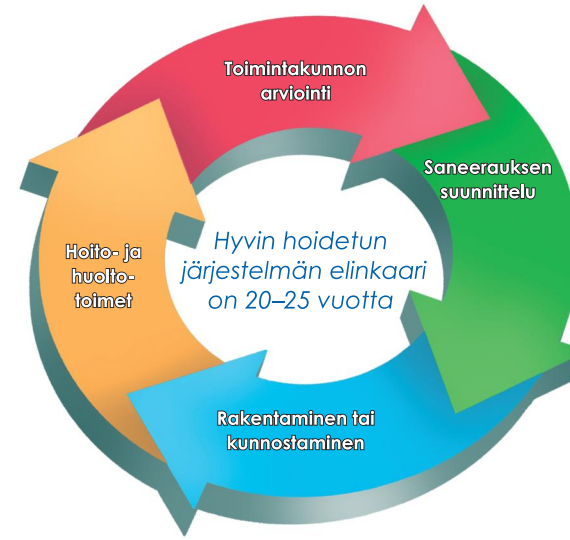 Toimintakunnon
arviointi
Saneerauksen
suunnittelu
Hyvin hoidetun
järjestelmän elinkaari
on 20–25 vuotta
Hoito- ja
huolto-
toimet
Rakentaminen tai
kunnostaminen